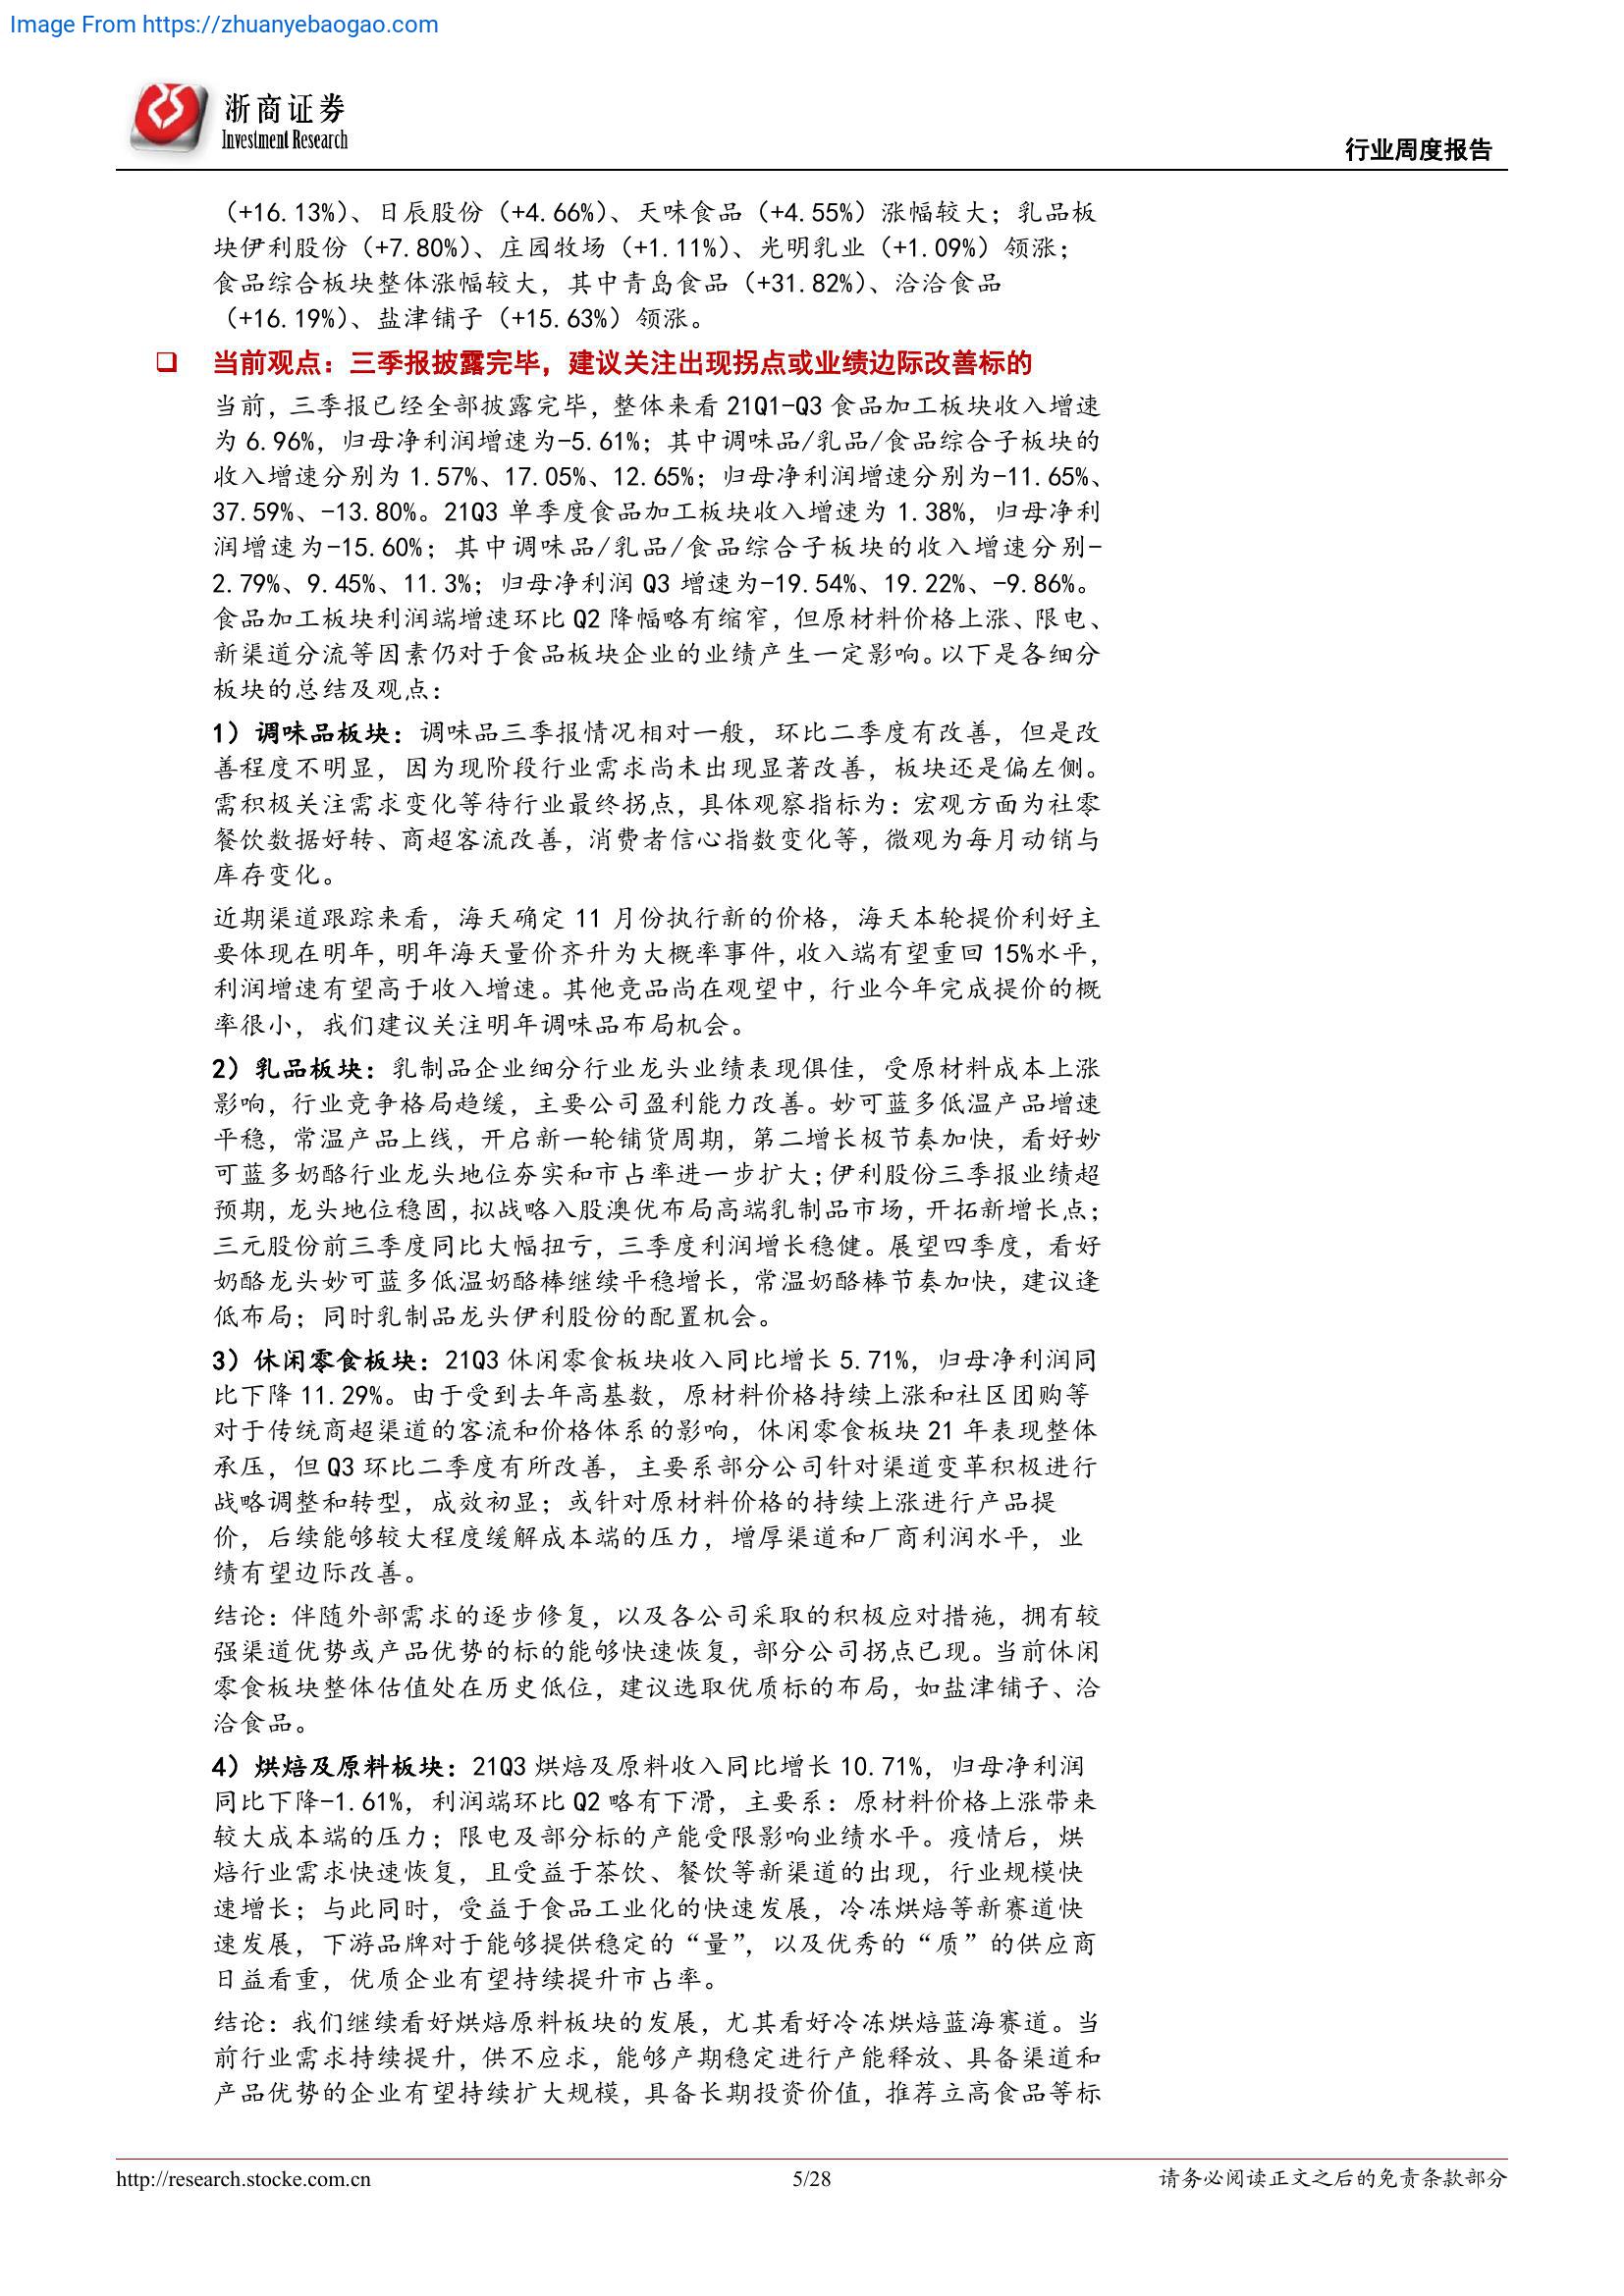 Image From https://zhuanyebaogao.com
浙商证券
Investment Research
行业周度报告
（+16.13%）、日辰股份（+4.66%）、天味食品（+4.55%）涨幅较大；乳品板
块伊利股份（+7.80%）、庄园牧场（+1.11%）、光明乳业（+1.09%）领涨；
食品综合板块整体涨幅较大，其中青岛食品（+31.82%）、洽洽食品
（+16.19%）、盐津铺子（+15.63%）领涨。
❑ 当前观点：三季报披露完毕，建议关注出现拐点或业绩边际改善标的
当前，三季报已经全部披露完毕，整体来看 21Q1-Q3 食品加工板块收入增速
为 6.96%，归母净利润增速为-5.61%；其中调味品/乳品/食品综合子板块的
收入增速分别为 1.57%、17.05%、12.65%；归母净利润增速分别为-11.65%、
37.59%、-13.80%。21Q3 单季度食品加工板块收入增速为 1.38%，归母净利
润增速为-15.60%；其中调味品/乳品/食品综合子板块的收入增速分别-
2.79%、9.45%、11.3%；归母净利润 Q3 增速为-19.54%、19.22%、-9.86%。
食品加工板块利润端增速环比 Q2 降幅略有缩窄，但原材料价格上涨、限电、
新渠道分流等因素仍对于食品板块企业的业绩产生一定影响。以下是各细分
板块的总结及观点：
1）调味品板块：调味品三季报情况相对一般，环比二季度有改善，但是改
善程度不明显，因为现阶段行业需求尚未出现显著改善，板块还是偏左侧。
需积极关注需求变化等待行业最终拐点，具体观察指标为：宏观方面为社零
餐饮数据好转、商超客流改善，消费者信心指数变化等，微观为每月动销与
库存变化。
近期渠道跟踪来看，海天确定 11 月份执行新的价格，海天本轮提价利好主
要体现在明年，明年海天量价齐升为大概率事件，收入端有望重回 15%水平，
利润增速有望高于收入增速。其他竞品尚在观望中，行业今年完成提价的概
率很小，我们建议关注明年调味品布局机会。
2）乳品板块：乳制品企业细分行业龙头业绩表现俱佳，受原材料成本上涨
影响，行业竞争格局趋缓，主要公司盈利能力改善。妙可蓝多低温产品增速
平稳，常温产品上线，开启新一轮铺货周期，第二增长极节奏加快，看好妙
可蓝多奶酪行业龙头地位夯实和市占率进一步扩大；伊利股份三季报业绩超
预期，龙头地位稳固，拟战略入股澳优布局高端乳制品市场，开拓新增长点；
三元股份前三季度同比大幅扭亏，三季度利润增长稳健。展望四季度，看好
奶酪龙头妙可蓝多低温奶酪棒继续平稳增长，常温奶酪棒节奏加快，建议逢
低布局；同时乳制品龙头伊利股份的配置机会。
3）休闲零食板块：21Q3 休闲零食板块收入同比增长 5.71%，归母净利润同
比下降 11.29%。由于受到去年高基数，原材料价格持续上涨和社区团购等
对于传统商超渠道的客流和价格体系的影响，休闲零食板块 21 年表现整体
承压，但 Q3 环比二季度有所改善，主要系部分公司针对渠道变革积极进行
战略调整和转型，成效初显；或针对原材料价格的持续上涨进行产品提
价，后续能够较大程度缓解成本端的压力，增厚渠道和厂商利润水平，业
绩有望边际改善。
结论：伴随外部需求的逐步修复，以及各公司采取的积极应对措施，拥有较
强渠道优势或产品优势的标的能够快速恢复，部分公司拐点已现。当前休闲
零食板块整体估值处在历史低位，建议选取优质标的布局，如盐津铺子、洽
洽食品。
4）烘焙及原料板块：21Q3 烘焙及原料收入同比增长 10.71%，归母净利润
同比下降-1.61%，利润端环比 Q2 略有下滑，主要系：原材料价格上涨带来
较大成本端的压力；限电及部分标的产能受限影响业绩水平。疫情后，烘
焙行业需求快速恢复，且受益于茶饮、餐饮等新渠道的出现，行业规模快
速增长；与此同时，受益于食品工业化的快速发展，冷冻烘焙等新赛道快
速发展，下游品牌对于能够提供稳定的“量”，以及优秀的“质”的供应商
日益看重，优质企业有望持续提升市占率。
结论：我们继续看好烘焙原料板块的发展，尤其看好冷冻烘焙蓝海赛道。当
前行业需求持续提升，供不应求，能够产期稳定进行产能释放、具备渠道和
产品优势的企业有望持续扩大规模，具备长期投资价值，推荐立高食品等标
http://research.stocke.com.cn
5/28
请务必阅读正文之后的免责条款部分